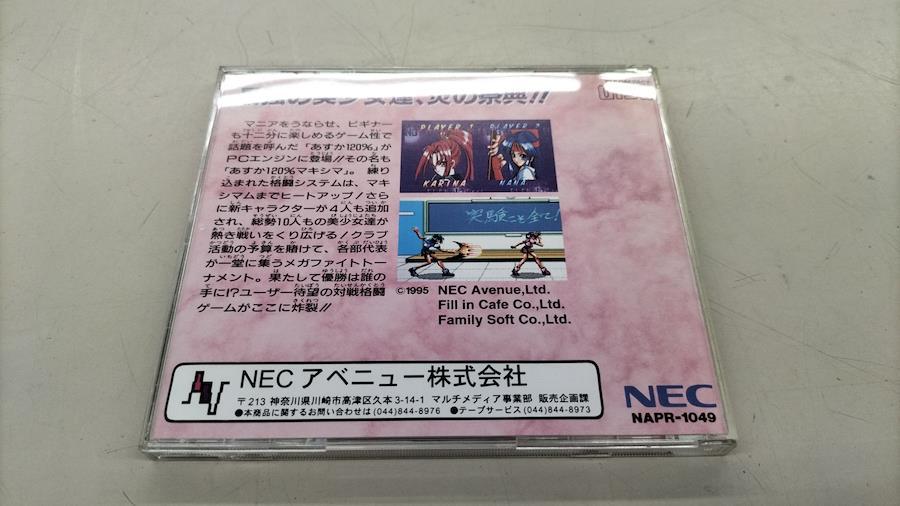 の美少女達、炎の祭典!!
マニアをうならせ、ビギナー
も十二分に楽しめるゲーム性で
話題を呼んだ「あすか120%」が
PCエンジンに登場!!その名も
「あすか120%マキシマ」。練り
込まれた格闘システムは、マキ
シマムまでヒートアップ!さら
に新キャラクターが4人も追加
され、総勢10人もの美少女達が
熱き戦いをくり広げる!クラブ
活動の予算を賭けて、各部代表
が一堂に集うメガファイトトー
ナメント。果たして優勝は誰の
手に!?ユーザー待望の対戦格闘
ゲームがここに炸裂!!
PLAYER 1
PLAYER 2
KARINA
NANA
実験こそ全て!
©1995 NEC Avenue,Ltd.
Fill in Cafe Co.,Ltd.
Family Soft Co.,Ltd.
NEC アベニュー株式会社
〒213 神奈川県川崎市高津区久本3-14-1 マルチメディア事業部 販売企画課
●本商品に関するお問い合わせは(044)844-8976 ●テープサービス(044)844-8973
NEC
NAPR-1049